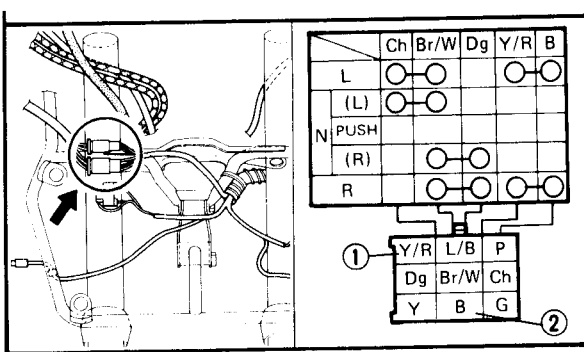 Ch Br/W Dg Y/R B
L
(L)
N PUSH
(R)
R
① Y/R L/B P
Dg Br/W Ch
Y B G
②